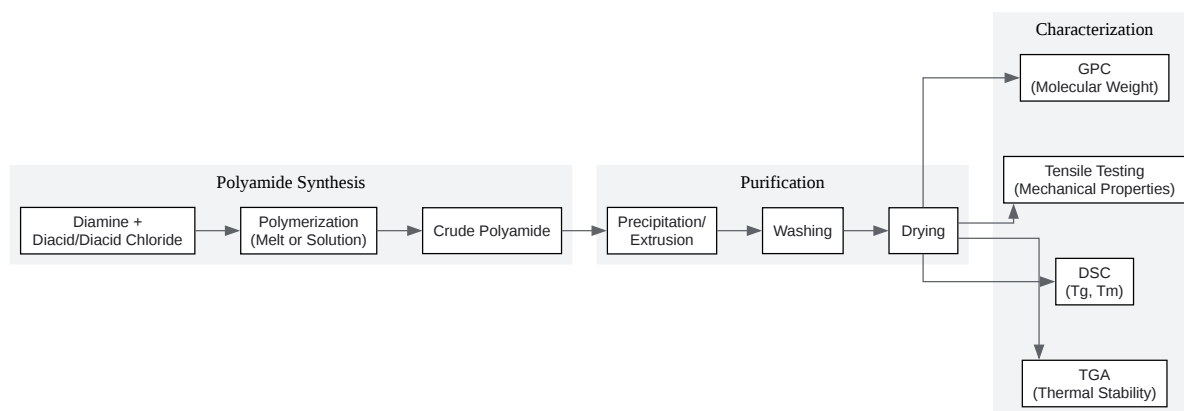 Characterization
GPC
(Molecular Weight)
Polyamide Synthesis
Purification
Tensile Testing
(Mechanical Properties)
Diamine +
Diacid/Diacid Chloride
Polymerization
(Melt or Solution)
Crude Polyamide
Precipitation/
Extrusion
Washing
Drying
DSC
(Tg, Tm)
TGA
(Thermal Stability)